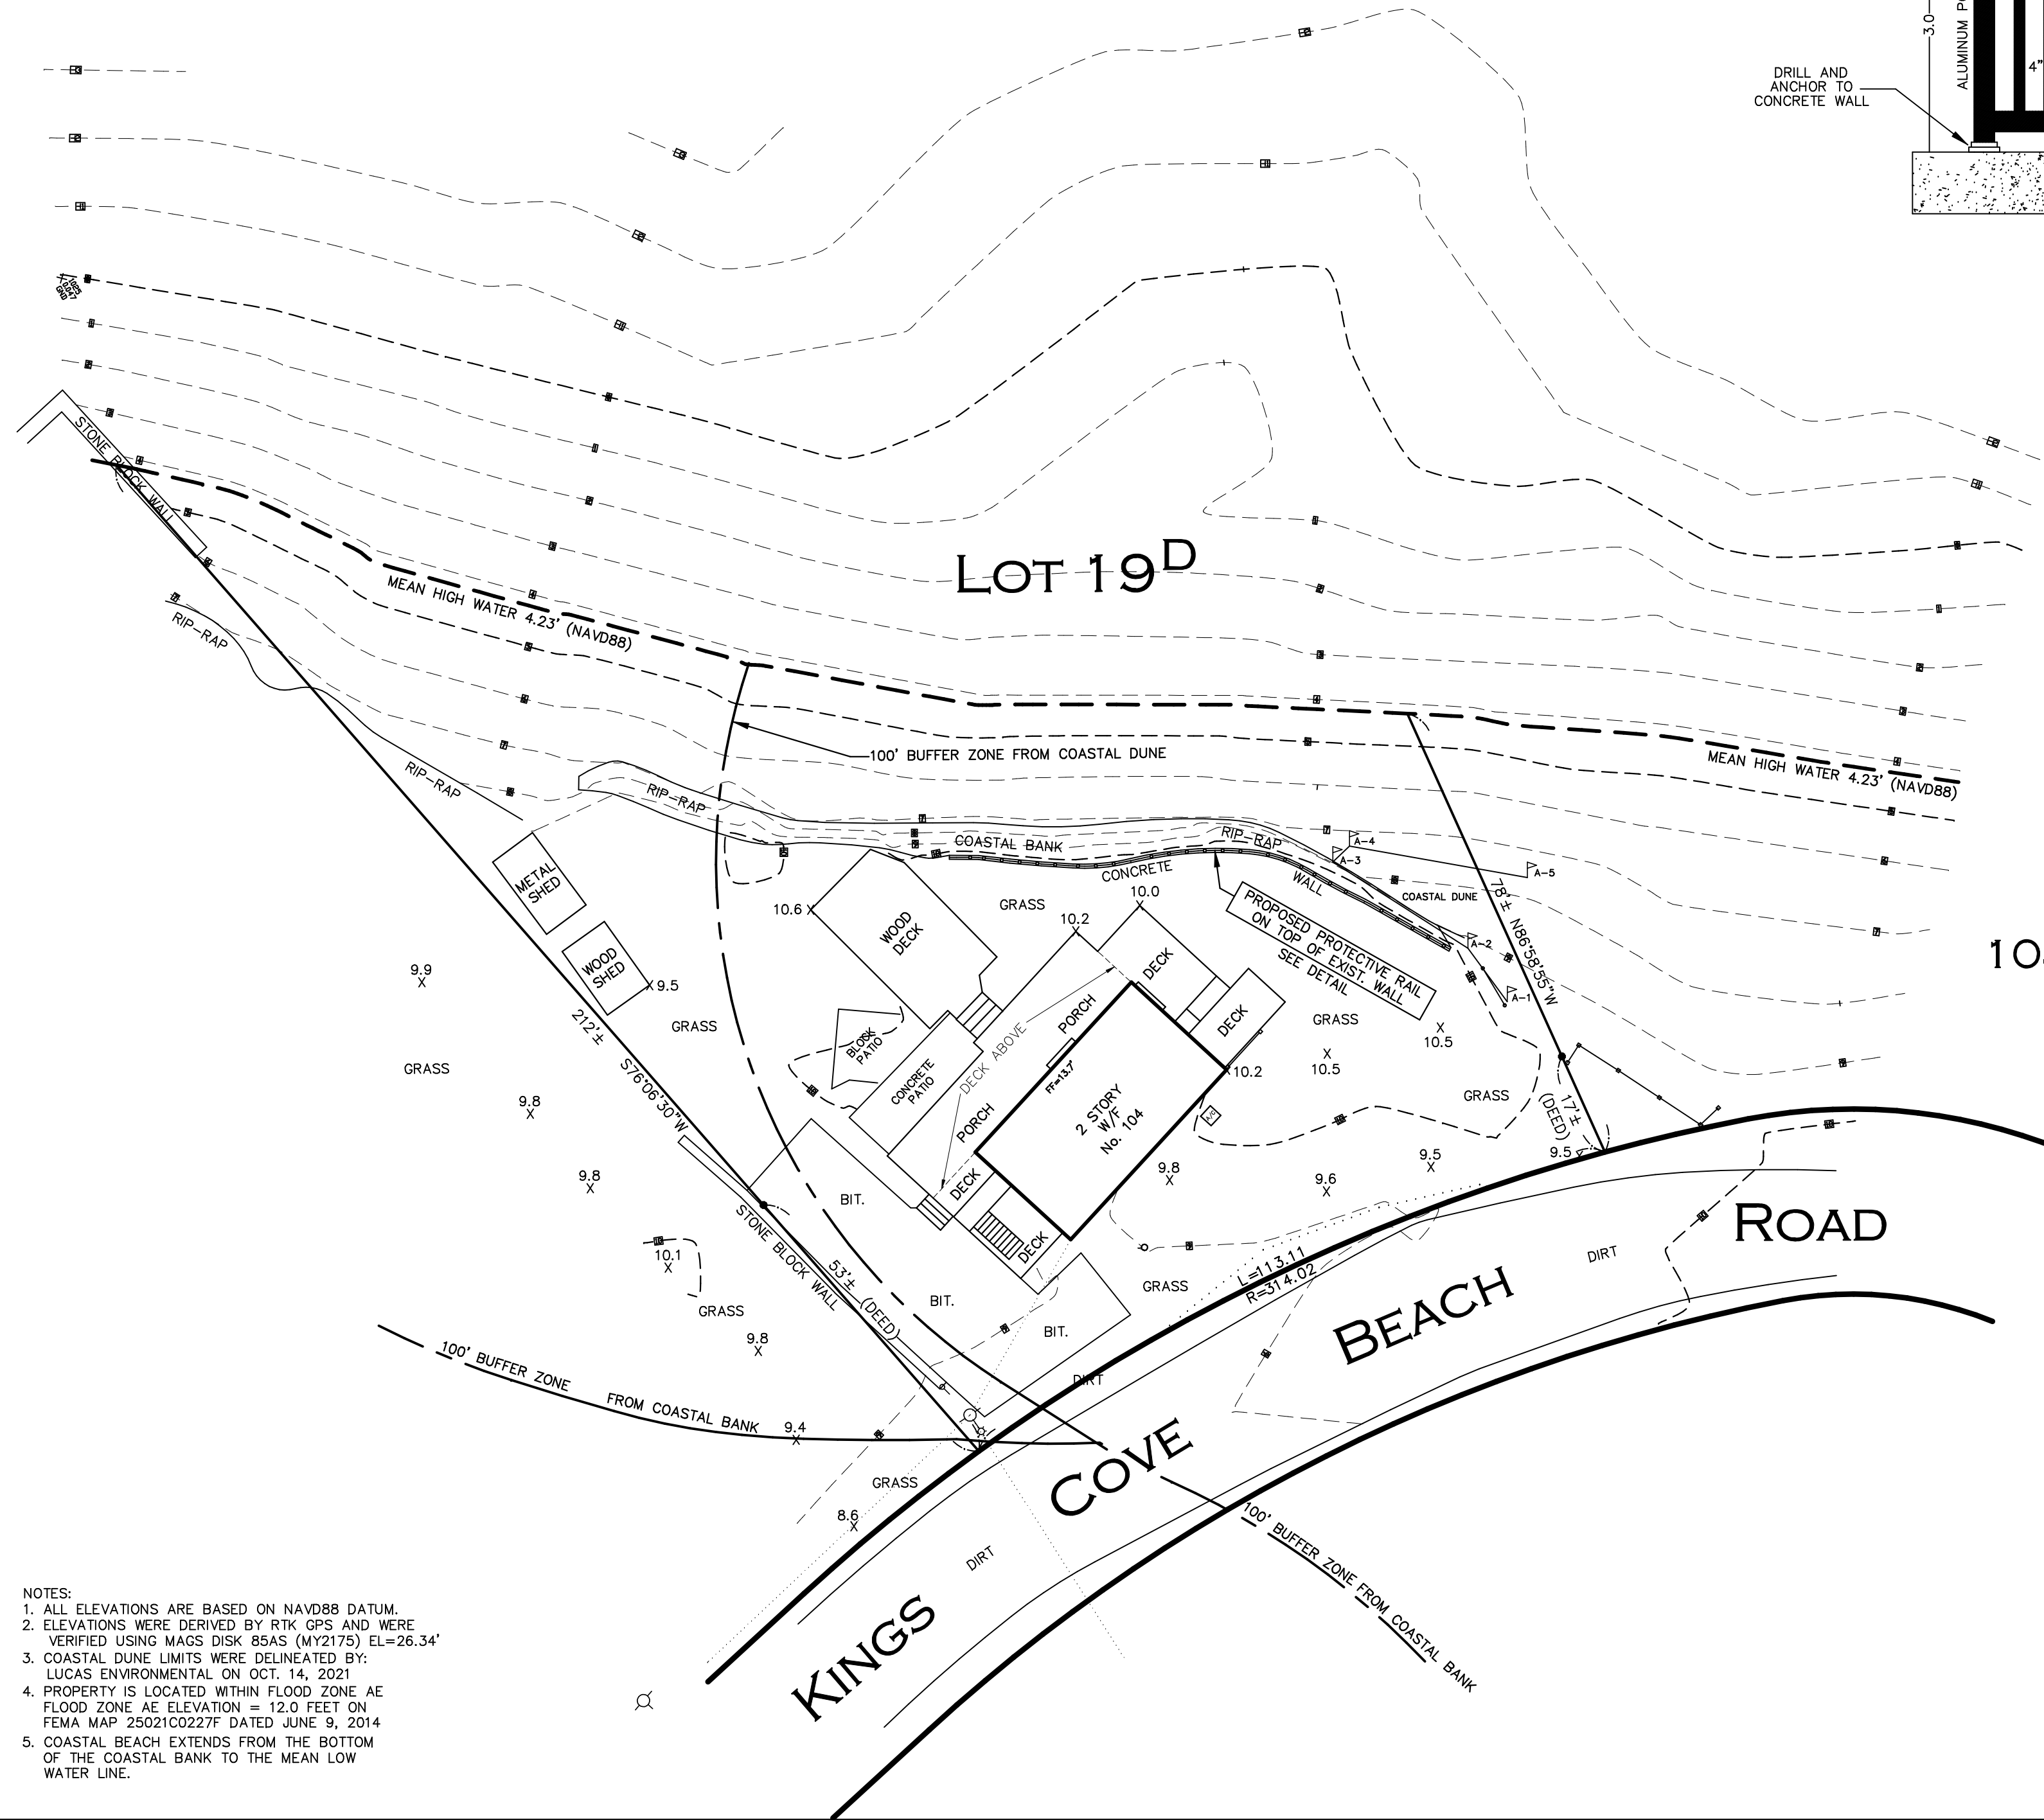 3.0
ALUMINUM
4"
DRILL AND
ANCHOR TO
CONCRETE WALL
STONE BLOCK WALL
LOT 19D
MEAN HIGH WATER 4.23' (NAVD88)
RIP-RAP
100' BUFFER ZONE FROM COASTAL DUNE
MEAN HIGH WATER 4.23' (NAVD88)
RIP-RAP
RIP-RAP
COASTAL BANK
RIP-RAP
A-4
A-3
A-5
CONCRETE
WALL
COASTAL DUNE
METAL
SHED
10.6 X
WOOD
DECK
GRASS
10.2
X
10.0
X
PROPOSED PROTECTIVE RAIL
ON TOP OF EXIST. WALL
SEE DETAIL
78'± N86°58'55"W
A-2
A-1
WOOD
SHED
X 9.5
9.9
X
GRASS
GRASS
212'± S76°06'30"W
BLOCK
PATIO
CONCRETE
PATIO
DECK ABOVE
PORCH
PORCH
DECK
DECK
FF=13.7'
2 STORY
W/F
No. 104
X 10.2
A/C
GRASS
X
10.5
X
10.5
GRASS
17'±
(DEED)
9.5
9.8
X
9.8
X
9.8
X
9.6
X
9.5
X
DECK
DECK
BIT.
BIT.
BIT.
STONE BLOCK WALL
53'± (DEED)
10.1
X
GRASS
9.8
X
GRASS
L=113.11
R=314.02
DIRT
DIRT
DIRT
100' BUFFER ZONE FROM COASTAL BANK
9.4
X
GRASS
8.6
X
KINGS COVE BEACH ROAD
100' BUFFER ZONE FROM COASTAL BANK
NOTES:
1. ALL ELEVATIONS ARE BASED ON NAVD88 DATUM.
2. ELEVATIONS WERE DERIVED BY RTK GPS AND WERE
VERIFIED USING MAGS DISK 85AS (MY2175) EL=26.34'
3. COASTAL DUNE LIMITS WERE DELINEATED BY:
LUCAS ENVIRONMENTAL ON OCT. 14, 2021
4. PROPERTY IS LOCATED WITHIN FLOOD ZONE AE
FLOOD ZONE AE ELEVATION = 12.0 FEET ON
FEMA MAP 25021C0227F DATED JUNE 9, 2014
5. COASTAL BEACH EXTENDS FROM THE BOTTOM
OF THE COASTAL BANK TO THE MEAN LOW
WATER LINE.